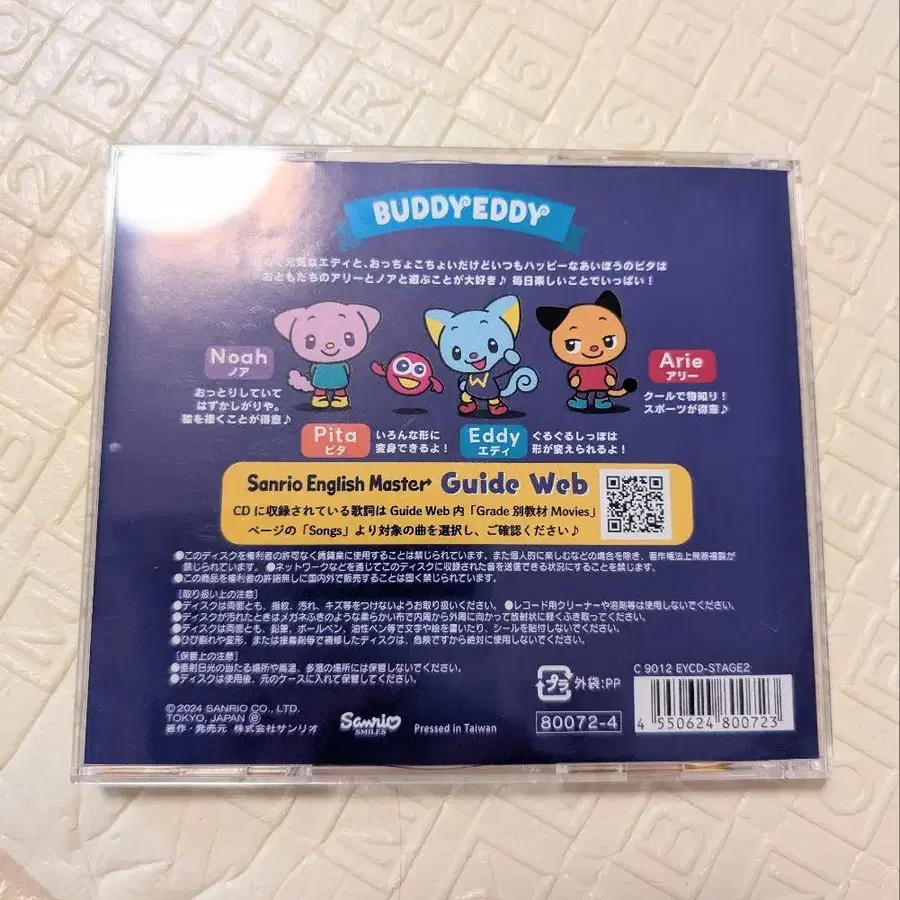 BUDDYEDDY
元気なエディと、おっちょこちょいだけどいつもハッピーなあいぼうのピタは
おともだちのアリーとノアと遊ぶことが大好き♪ 毎日楽しいことでいっぱい!
Noah
ノア
おっとりしていて
はずかしがりや。
絵を描くことが得意♪
Arie
アリー
クールで物知り!
スポーツが得意♪
Pita
ピタ
いろんな形に
変身できるよ!
Eddy
エディ
ぐるぐるしっぽは
形が変えられるよ!
Sanrio English Master Guide Web
CDに収録されている歌詞は Guide Web 内「Grade 別教材 Movies」
ページの「Songs」より対象の曲を選択し、ご確認ください♪
●このディスクを権利者の許可なく賃貸業に使用することは禁じられています。また個人的に楽しむなどの場合を除き、著作権法上無断複製が
禁じられています。 ●ネットワークなどを通じてこのディスクに収録された音を送信できる状況にすることを禁じます。
●この商品を権利者の許諾無しに国内外で販売することは固く禁じられています。
[取り扱い上の注意]
●ディスクは両面とも、指紋、汚れ、キズ等をつけないようお取り扱いください。 ●レコード用クリーナーや溶剤等は使用しないでください。
●ディスクが汚れたときはメガネふきのような柔らかい布で内周から外周に向かって放射状に軽くふき取ってください。
●ディスクは両面とも、鉛筆、ボールペン、油性ペン等で文字や絵を書いたり、シールを貼付しないでください。
●ひび割れや変形、または接着剤等で補修したディスクは、危険ですから絶対に使用しないでください。
[保管上の注意]
●直射日光の当たる場所や高温、多湿の場所には保管しないでください。
●ディスクは使用後、元のケースに入れて保管してください。
C 9012 EYCD-STAGE2
プラ 外袋:PP
80072-4
4 550624 800723
©2024 SANRIO CO., LTD.
TOKYO, JAPAN ⓔ
著作・発売元 株式会社サンリオ
Sanrio
SMILES
Pressed in Taiwan